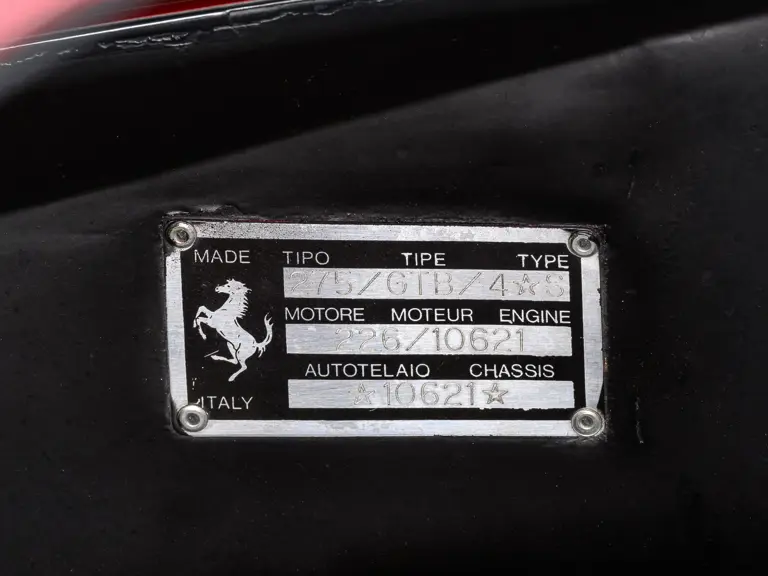 MADE TIPO TIPE TYPE
275/GTB/4☆S
MOTORE MOTEUR ENGINE
226/10621
AUTOTELAIO CHASSIS
☆10621☆
ITALY